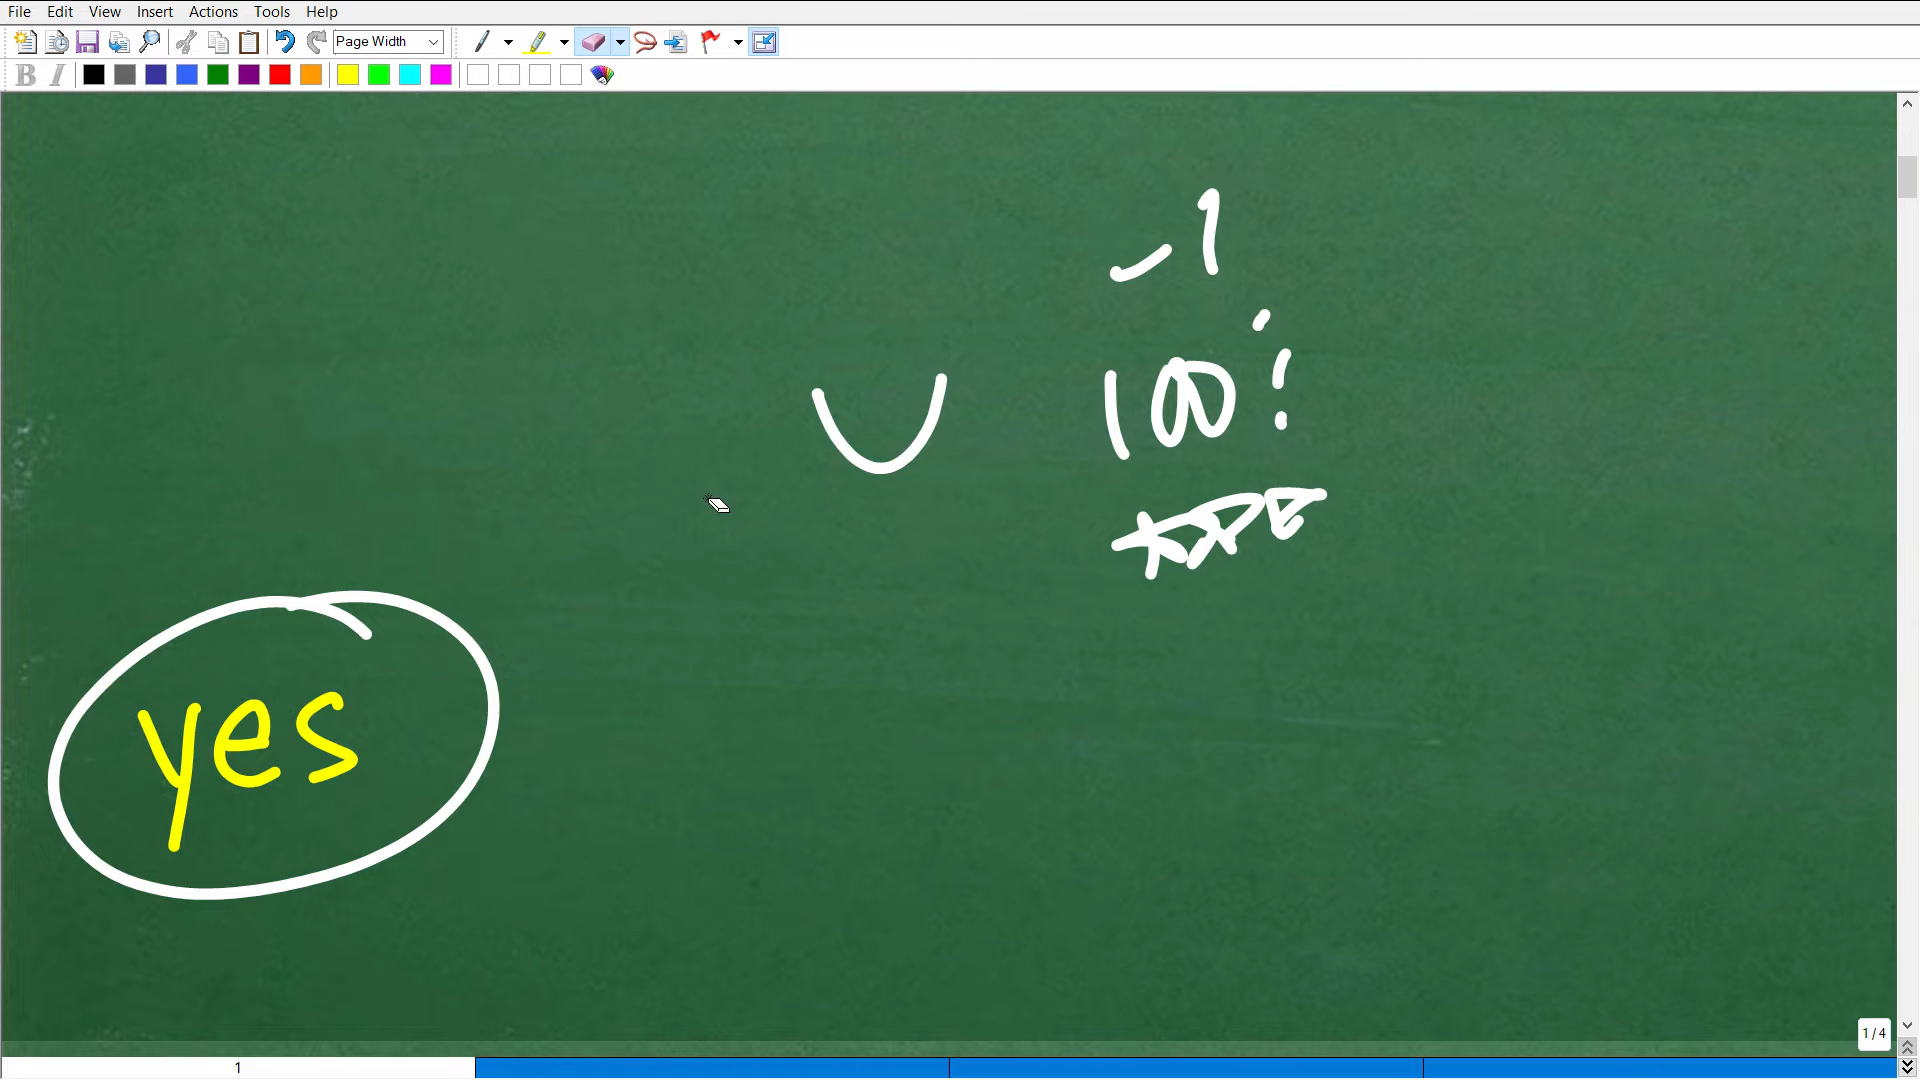 File Edit View Insert Actions Tools Help
Page Width
B I
-1
100!
yes
1 / 4
1